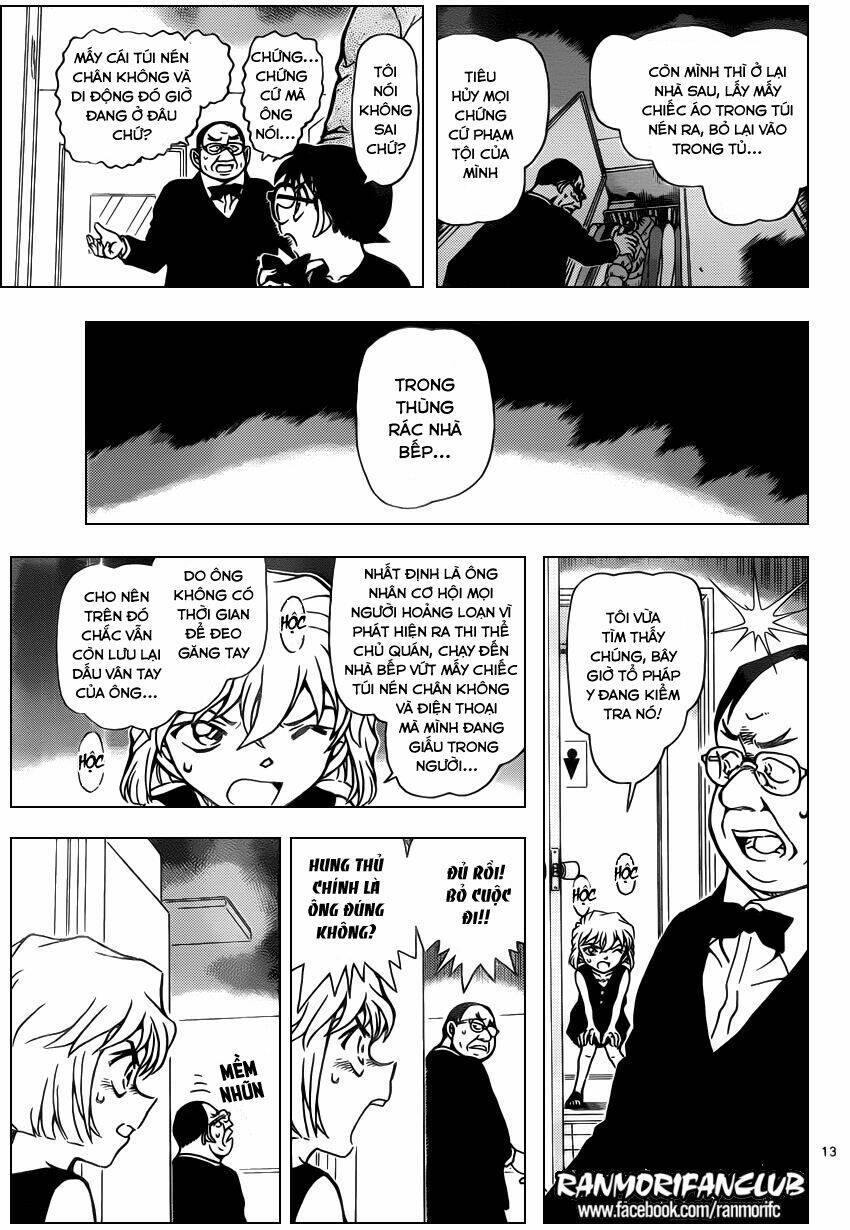 CÒN MÌNH THÌ Ở LẠI
NHÀ SAU, LẤY MẤY
CHIẾC ÁO TRONG TÚI
NÉN RA, BỎ LẠI VÀO
TRONG TỦ...
TIÊU
HỦY MỌI
CHỨNG
CỨ PHẠM
TỘI CỦA
MÌNH
TÔI
NÓI
KHÔNG
SAI
CHỨ?
CHỨNG...
CHỨNG
CỨ MÀ
ÔNG
NÓI...
MẤY CÁI TÚI NÉN
CHÂN KHÔNG VÀ
DI ĐỘNG ĐÓ GIỜ
ĐANG Ở ĐÂU
CHỨ?
TRONG
THÙNG
RÁC NHÀ
BẾP...
TÔI VỪA
TÌM THẤY
CHÚNG, BÂY
GIỜ TỔ PHÁP
Y ĐANG KIỂM
TRA NÓ!
HỘC
HỘC
NHẤT ĐỊNH LÀ ÔNG
NHÂN CƠ HỘI MỌI
NGƯỜI HOẢNG LOẠN VÌ
PHÁT HIỆN RA THI THỂ
CHỦ QUÁN, CHẠY ĐẾN
NHÀ BẾP VỨT MẤY CHIẾC
TÚI NÉN CHÂN KHÔNG
VÀ ĐIỆN THOẠI
MÀ MÌNH ĐANG
GIẤU TRONG
NGƯỜI...
HỘC
DO ÔNG
KHÔNG CÓ
THỜI GIAN
ĐỂ ĐEO
GĂNG TAY
CHO NÊN
TRÊN ĐÓ
CHẮC VẪN
CÒN LƯU LẠI
DẤU VÂN TAY
CỦA ÔNG...
HỘC
ĐỦ RỒI!
BỎ CUỘC
ĐI!!
HUNG THỦ
CHÍNH LÀ
ÔNG ĐÚNG
KHÔNG?
MỀM
NHŨN
13
RANMORIFANCLUB
www.facebook.com/ranmorifc